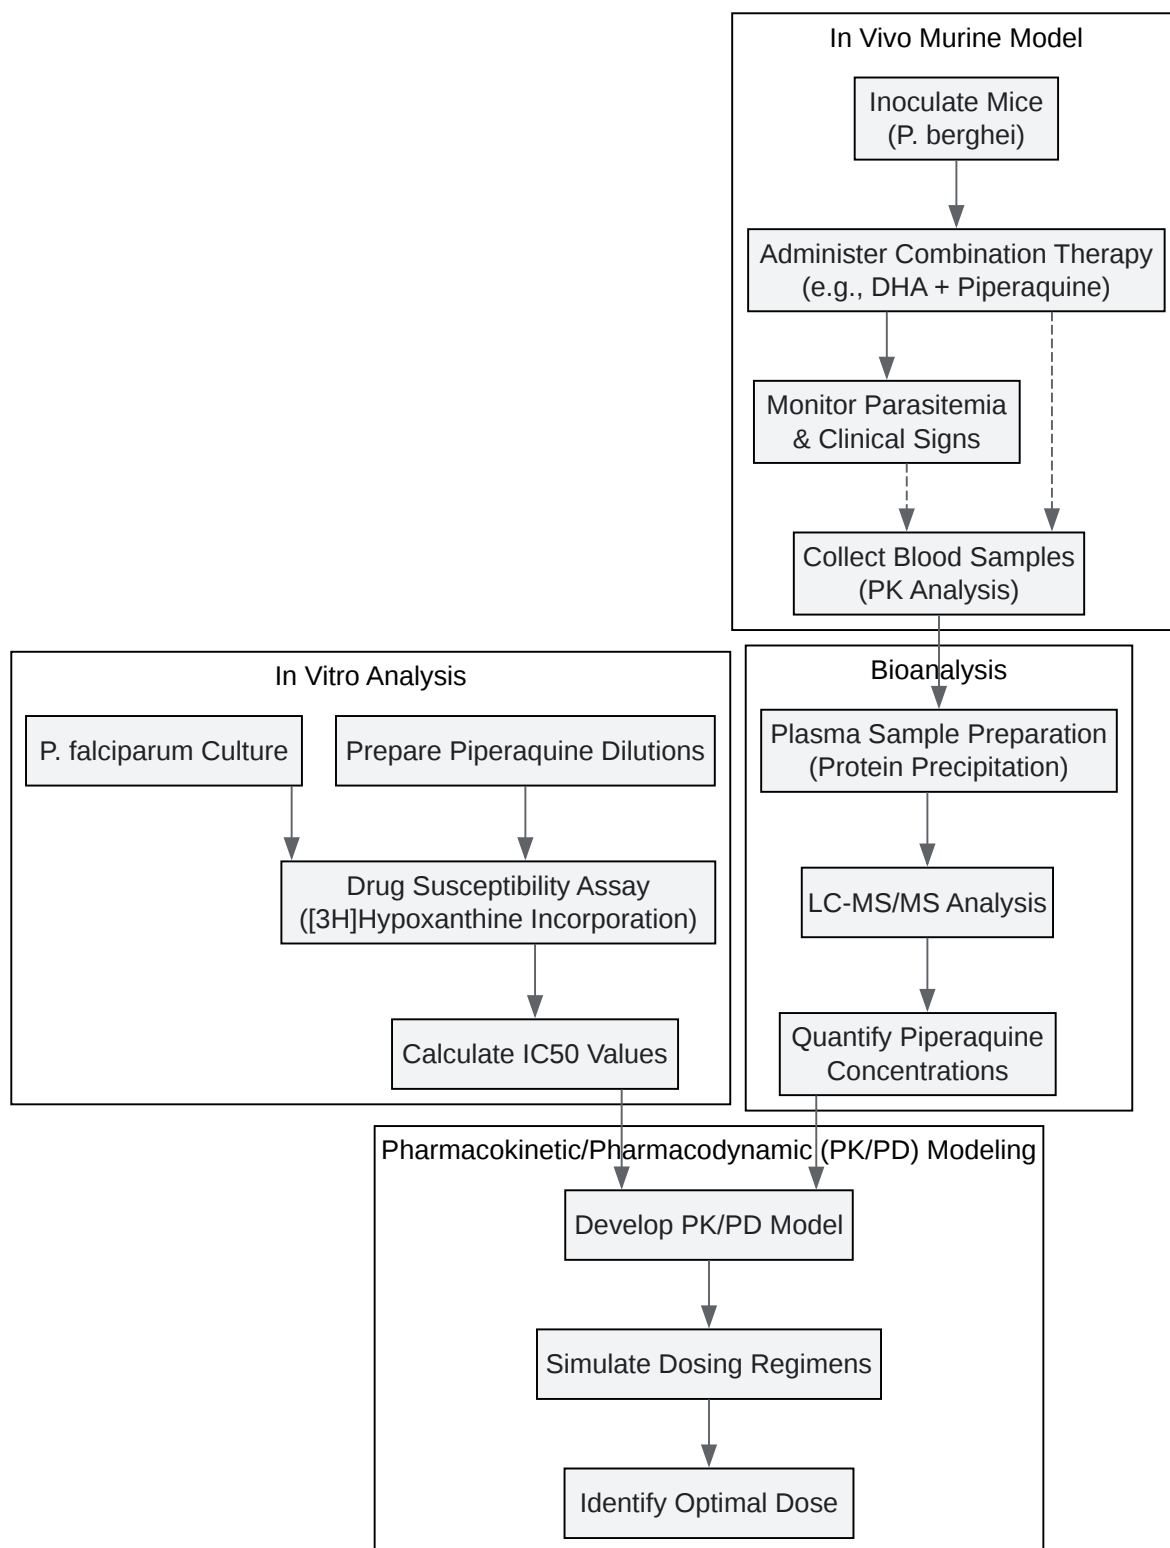 In Vivo Murine Model
Inoculate Mice
(P. berghei)
Administer Combination Therapy
(e.g., DHA + Piperaquine)
Monitor Parasitemia
& Clinical Signs
Collect Blood Samples
(PK Analysis)
In Vitro Analysis
P. falciparum Culture
Prepare Piperaquine Dilutions
Drug Susceptibility Assay
([3H]Hypoxanthine Incorporation)
Calculate IC50 Values
Bioanalysis
Plasma Sample Preparation
(Protein Precipitation)
LC-MS/MS Analysis
Quantify Piperaquine
Concentrations
Pharmacokinetic/Pharmacodynamic (PK/PD) Modeling
Develop PK/PD Model
Simulate Dosing Regimens
Identify Optimal Dose